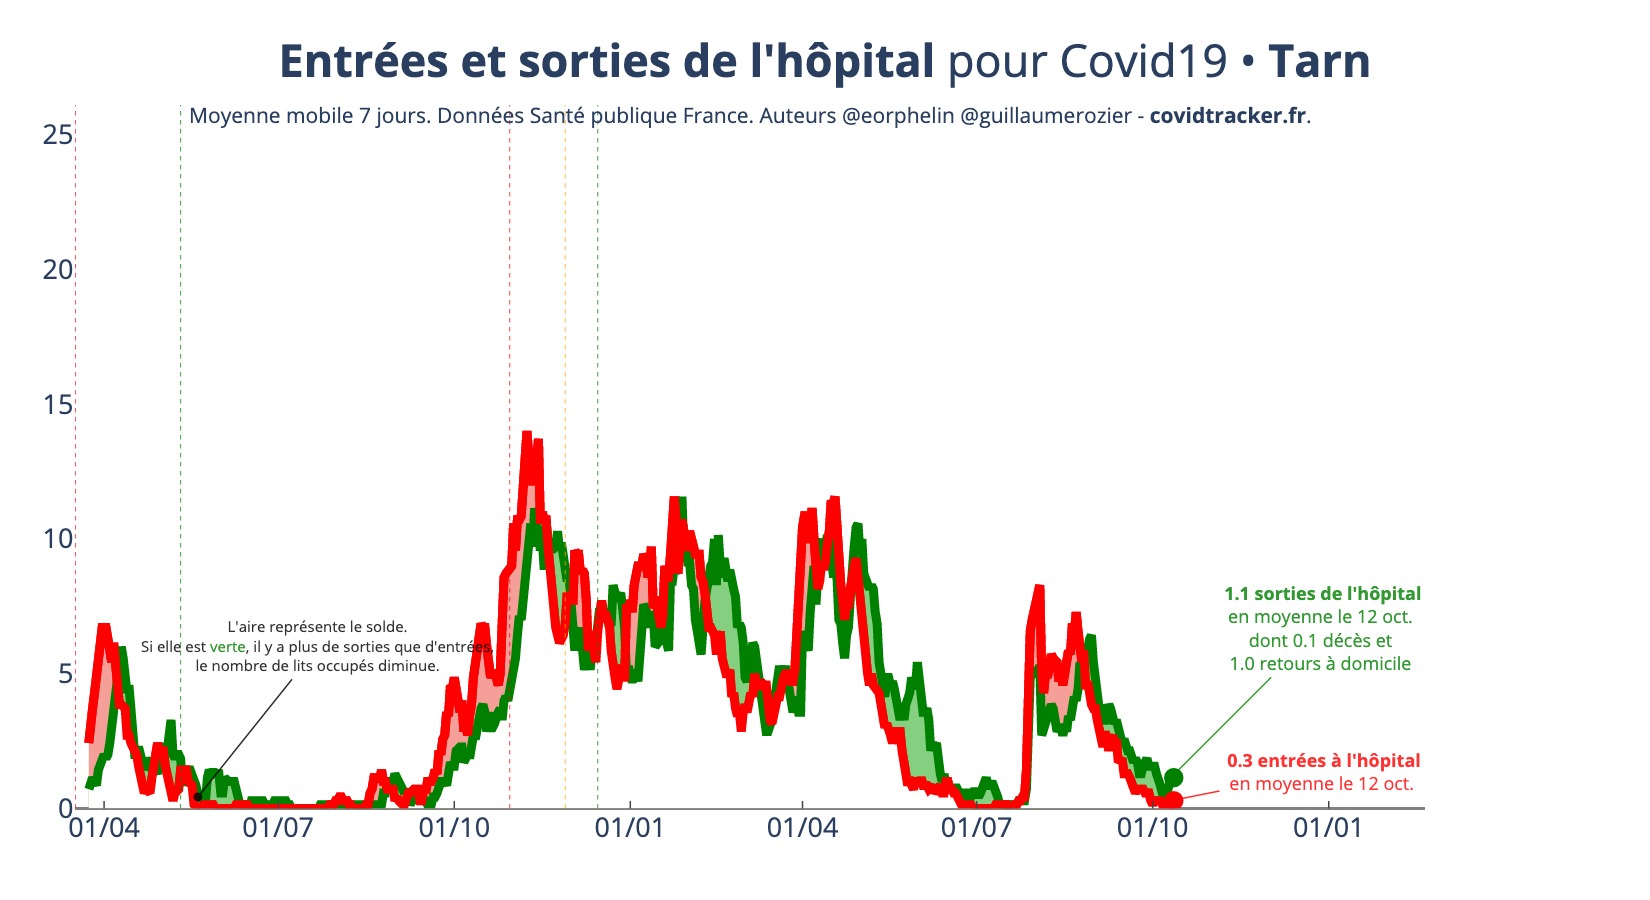 Entrées et sorties de l'hôpital pour Covid19 • Tarn
Moyenne mobile 7 jours. Données Santé publique France. Auteurs @eorphelin @guillaumerozier - covidtracker.fr.
25
20
15
10
5
0
L'aire représente le solde.
Si elle est verte, il y a plus de sorties que d'entrées,
le nombre de lits occupés diminue.
1.1 sorties de l'hôpital
en moyenne le 12 oct.
dont 0.1 décès et
1.0 retours à domicile
0.3 entrées à l'hôpital
en moyenne le 12 oct.
01/04 01/07 01/10 01/01 01/04 01/07 01/10 01/01